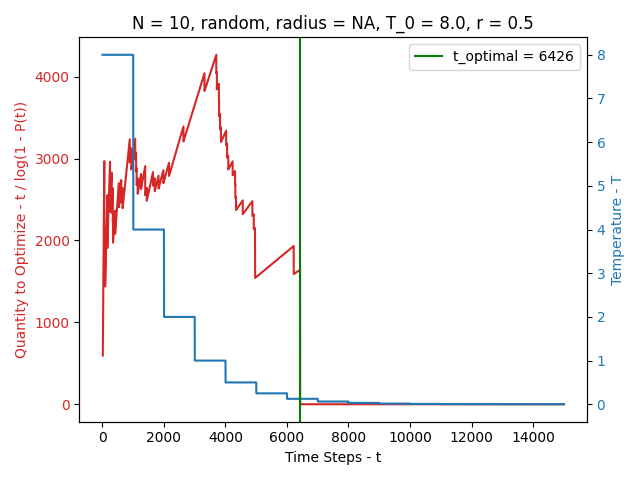 N = 10, random, radius = NA, T_0 = 8.0, r = 0.5
t_optimal = 6426
Quantity to Optimize - t / log(1 - P(t))
4000
3000
2000
1000
0
8
7
6
5
4
3
2
1
0
Temperature - T
0 2000 4000 6000 8000 10000 12000 14000
Time Steps - t